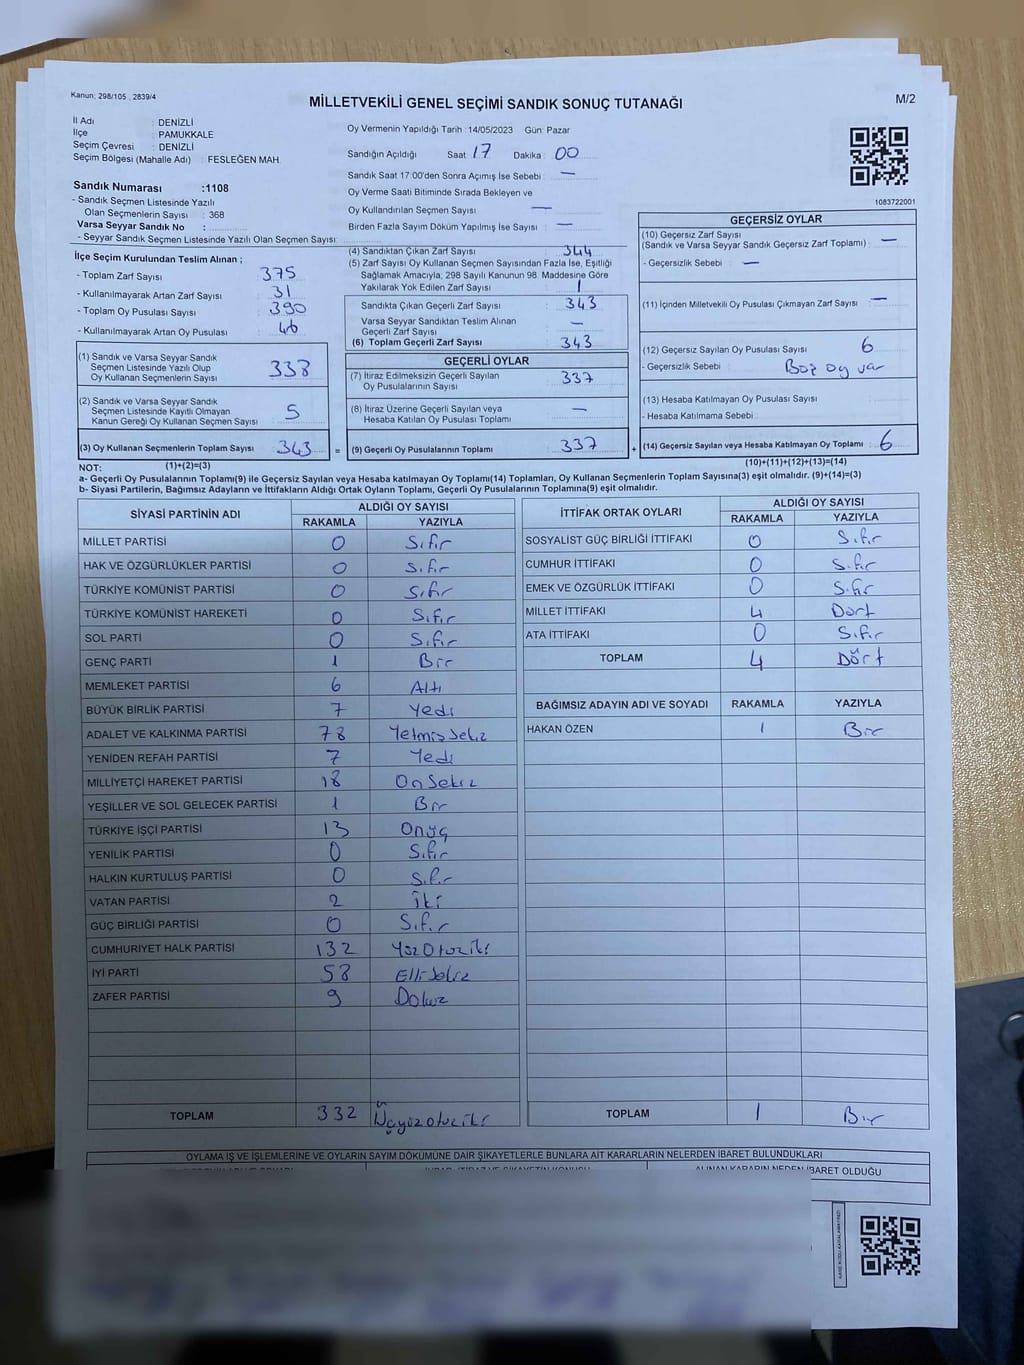 Kanun; 298/105 , 2839/4
MİLLETVEKİLİ GENEL SEÇİMİ SANDIK SONUÇ TUTANAĞI
M/2
İl Adı : DENİZLİ
İlçe : PAMUKKALE
Seçim Çevresi : DENİZLİ
Seçim Bölgesi (Mahalle Adı) : FESLEĞEN MAH.
Sandık Numarası :1108
- Sandık Seçmen Listesinde Yazılı
Olan Seçmenlerin Sayısı : 368
Varsa Seyyar Sandık No :
- Seyyar Sandık Seçmen Listesinde Yazılı Olan Seçmen Sayısı:
Oy Vermenin Yapıldığı Tarih :14/05/2023 Gün: Pazar
Sandığın Açıldığı Saat: 17 Dakika: 00
Sandık Saat 17:00'den Sonra Açılmış İse Sebebi : —
Oy Verme Saati Bitiminde Sırada Bekleyen ve
Oy Kullandırılan Seçmen Sayısı : —
Birden Fazla Sayım Döküm Yapılmış İse Sayısı : —
1083722001
İlçe Seçim Kurulundan Teslim Alınan ;
- Toplam Zarf Sayısı : 375
- Kullanılmayarak Artan Zarf Sayısı : 31
- Toplam Oy Pusulası Sayısı : 390
- Kullanılmayarak Artan Oy Pusulası : 46
(1) Sandık ve Varsa Seyyar Sandık
Seçmen Listesinde Yazılı Olup
Oy Kullanan Seçmenlerin Sayısı : 338
(2) Sandık ve Varsa Seyyar Sandık
Seçmen Listesinde Kayıtlı Olmayan
Kanun Gereği Oy Kullanan Seçmen Sayısı : 5
(3) Oy Kullanan Seçmenlerin Toplam Sayısı : 343
(1)+(2)=(3)
(4) Sandıktan Çıkan Zarf Sayısı : 344
(5) Zarf Sayısı Oy Kullanan Seçmen Sayısından Fazla İse, Eşitliği
Sağlamak Amacıyla; 298 Sayılı Kanunun 98. Maddesine Göre
Yakılarak Yok Edilen Zarf Sayısı : 1
Sandıkta Çıkan Geçerli Zarf Sayısı : 343
Varsa Seyyar Sandıktan Teslim Alınan
Geçerli Zarf Sayısı : —
(6) Toplam Geçerli Zarf Sayısı : 343
GEÇERLİ OYLAR
(7) İtiraz Edilmeksizin Geçerli Sayılan
Oy Pusulalarının Sayısı : 337
(8) İtiraz Üzerine Geçerli Sayılan veya
Hesaba Katılan Oy Pusulası Toplamı : —
= (9) Geçerli Oy Pusulalarının Toplamı : 337 +
GEÇERSİZ OYLAR
(10) Geçersiz Zarf Sayısı
(Sandık ve Varsa Seyyar Sandık Geçersiz Zarf Toplamı) : —
- Geçersizlik Sebebi : —
(11) İçinden Milletvekili Oy Pusulası Çıkmayan Zarf Sayısı : —
(12) Geçersiz Sayılan Oy Pusulası Sayısı : 6
- Geçersizlik Sebebi : Boş oy var
(13) Hesaba Katılmayan Oy Pusulası Sayısı :
- Hesaba Katılmama Sebebi :
(14) Geçersiz Sayılan veya Hesaba Katılmayan Oy Toplamı : 6
(10)+(11)+(12)+(13)=(14)
NOT:
a- Geçerli Oy Pusulalarının Toplamı(9) ile Geçersiz Sayılan veya Hesaba katılmayan Oy Toplamı(14) Toplamları, Oy Kullanan Seçmenlerin Toplam Sayısına(3) eşit olmalıdır. (9)+(14)=(3)
b- Siyasi Partilerin, Bağımsız Adayların ve İttifakların Aldığı Ortak Oyların Toplamı, Geçerli Oy Pusulalarının Toplamına(9) eşit olmalıdır.
SİYASİ PARTİNİN ADI ALDIĞI OY SAYISI
RAKAMLA YAZIYLA
MİLLET PARTİSİ 0 Sıfır
HAK VE ÖZGÜRLÜKLER PARTİSİ 0 Sıfır
TÜRKİYE KOMÜNİST PARTİSİ 0 Sıfır
TÜRKİYE KOMÜNİST HAREKETİ 0 Sıfır
SOL PARTİ 0 Sıfır
GENÇ PARTİ 1 Bir
MEMLEKET PARTİSİ 6 Altı
BÜYÜK BİRLİK PARTİSİ 7 Yedi
ADALET VE KALKINMA PARTİSİ 78 Yetmiş sekiz
YENİDEN REFAH PARTİSİ 7 Yedi
MİLLİYETÇİ HAREKET PARTİSİ 18 On Sekiz
YEŞİLLER VE SOL GELECEK PARTİSİ 1 Bir
TÜRKİYE İŞÇİ PARTİSİ 13 Onüç
YENİLİK PARTİSİ 0 Sıfır
HALKIN KURTULUŞ PARTİSİ 0 Sıfır
VATAN PARTİSİ 2 İki
GÜÇ BİRLİĞİ PARTİSİ 0 Sıfır
CUMHURİYET HALK PARTİSİ 132 Yüz Otuz iki
İYİ PARTİ 58 Elli sekiz
ZAFER PARTİSİ 9 Dokuz
TOPLAM 332 Üçyüz otuz iki
İTTİFAK ORTAK OYLARI ALDIĞI OY SAYISI
RAKAMLA YAZIYLA
SOSYALİST GÜÇ BİRLİĞİ İTTİFAKI 0 Sıfır
CUMHUR İTTİFAKI 0 Sıfır
EMEK VE ÖZGÜRLÜK İTTİFAKI 0 Sıfır
MİLLET İTTİFAKI 4 Dört
ATA İTTİFAKI 0 Sıfır
TOPLAM 4 Dört
BAĞIMSIZ ADAYIN ADI VE SOYADI RAKAMLA YAZIYLA
HAKAN ÖZEN 1 Bir
TOPLAM 1 Bir
OYLAMA İŞ VE İŞLEMLERİNE VE OYLARIN SAYIM DÖKÜMÜNE DAİR ŞİKAYETLERLE BUNLARA AİT KARARLARIN NELERDEN İBARET BULUNDUKLARI
ALINAN KARARIN NEDEN İBARET OLDUĞU